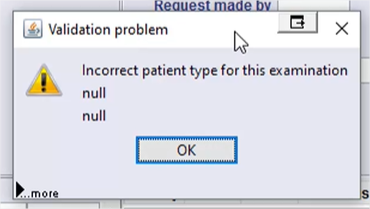 Request made by
Validation problem
Incorrect patient type for this examination
null
null
OK
...more